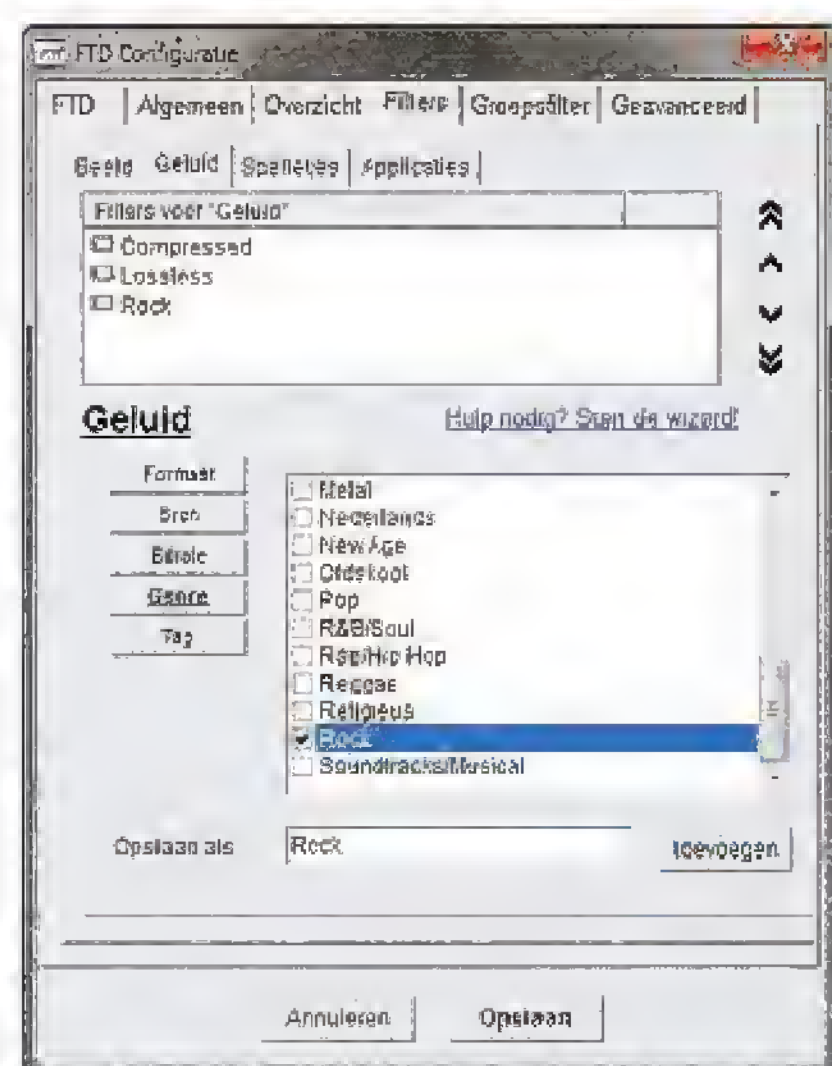 FTD Configuratie
FTD Algemeen Overzicht Filters Groepsfilter Geavanceerd
Beeld Geluid Spelletjes Applicaties
Filters voor "Geluid"
Compressed
Lossless
Rock
Geluid Hulp nodig? Start de wizard!
Formaat
Bron
Bitrate
Genre
Tag
Metal
Nederlands
New Age
Oldskool
Pop
R&B/Soul
Rap/Hip Hop
Reggae
Religieus
Rock
Soundtracks/Musical
Opslaan als Rock toevoegen
Annuleren Opslaan